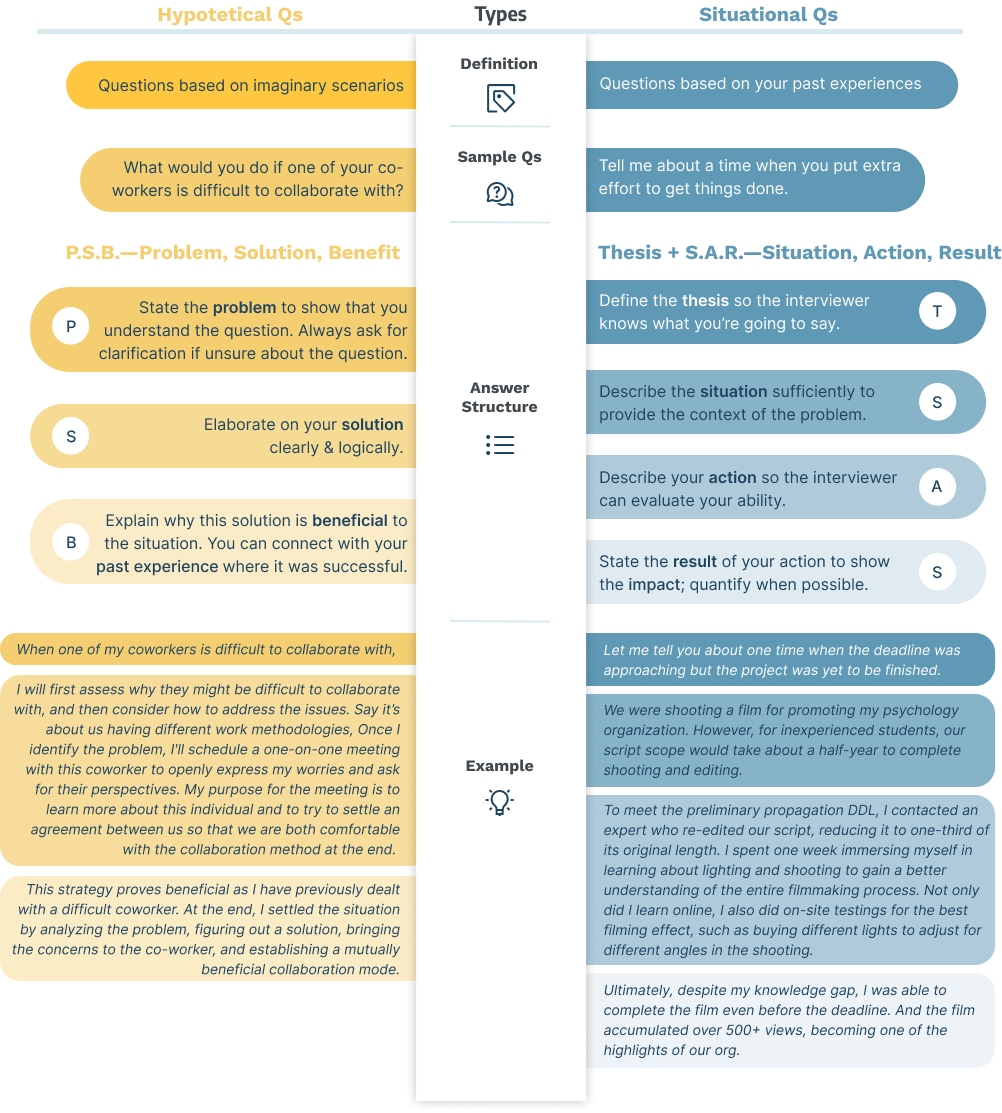 Hypotetical Qs
Types
Situational Qs
Definition
Questions based on imaginary scenarios
Questions based on your past experiences
Sample Qs
What would you do if one of your co-
workers is difficult to collaborate with?
Tell me about a time when you put extra
effort to get things done.
P.S.B.—Problem, Solution, Benefit
Thesis + S.A.R.—Situation, Action, Result
Answer
Structure
P
State the problem to show that you
understand the question. Always ask for
clarification if unsure about the question.
S
Elaborate on your solution
clearly & logically.
B
Explain why this solution is beneficial to
the situation. You can connect with your
past experience where it was successful.
Define the thesis so the interviewer
knows what you’re going to say.
T
Describe the situation sufficiently to
provide the context of the problem.
S
Describe your action so the interviewer
can evaluate your ability.
A
State the result of your action to show
the impact; quantify when possible.
S
Example
When one of my coworkers is difficult to collaborate with,
I will first assess why they might be difficult to collaborate
with, and then consider how to address the issues. Say it’s
about us having different work methodologies, Once I
identify the problem, I'll schedule a one-on-one meeting
with this coworker to openly express my worries and ask
for their perspectives. My purpose for the meeting is to
learn more about this individual and to try to settle an
agreement between us so that we are both comfortable
with the collaboration method at the end.
This strategy proves beneficial as I have previously dealt
with a difficult coworker. At the end, I settled the situation
by analyzing the problem, figuring out a solution, bringing
the concerns to the co-worker, and establishing a mutually
beneficial collaboration mode.
Let me tell you about one time when the deadline was
approaching but the project was yet to be finished.
We were shooting a film for promoting my psychology
organization. However, for inexperienced students, our
script scope would take about a half-year to complete
shooting and editing.
To meet the preliminary propagation DDL, I contacted an
expert who re-edited our script, reducing it to one-third of
its original length. I spent one week immersing myself in
learning about lighting and shooting to gain a better
understanding of the entire filmmaking process. Not only
did I learn online, I also did on-site testings for the best
filming effect, such as buying different lights to adjust for
different angles in the shooting.
Ultimately, despite my knowledge gap, I was able to
complete the film even before the deadline. And the film
accumulated over 500+ views, becoming one of the
highlights of our org.